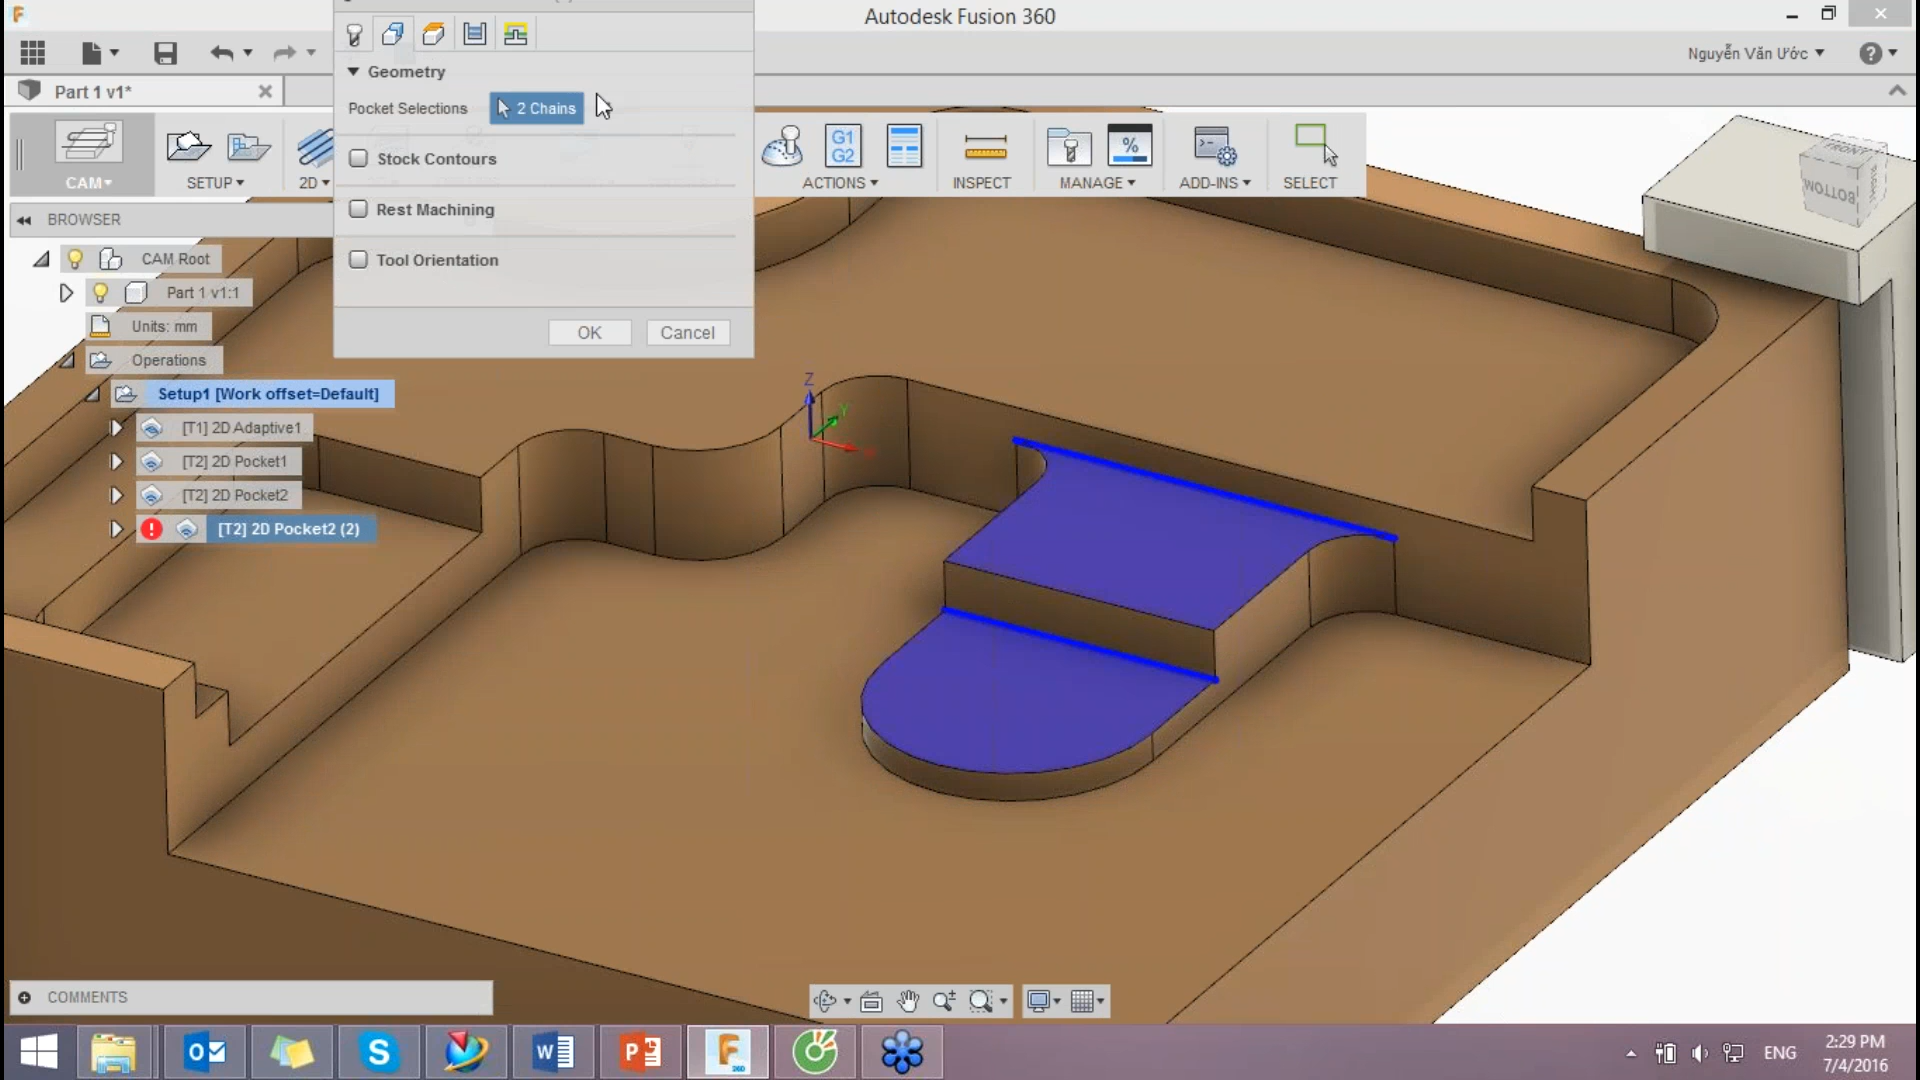 Autodesk Fusion 360
Nguyễn Văn Ước
Part 1 v1*
Geometry
Pocket Selections
2 Chains
Stock Contours
Rest Machining
Tool Orientation
OK
Cancel
CAM
SETUP
2D
G1
G2
%
ACTIONS
INSPECT
MANAGE
ADD-INS
SELECT
FRONT
BOTTOM
BROWSER
CAM Root
Part 1 v1:1
Units: mm
Operations
Setup1 [Work offset=Default]
[T1] 2D Adaptive1
[T2] 2D Pocket1
[T2] 2D Pocket2
[T2] 2D Pocket2 (2)
Z
Y
COMMENTS
ENG
2:29 PM
7/4/2016